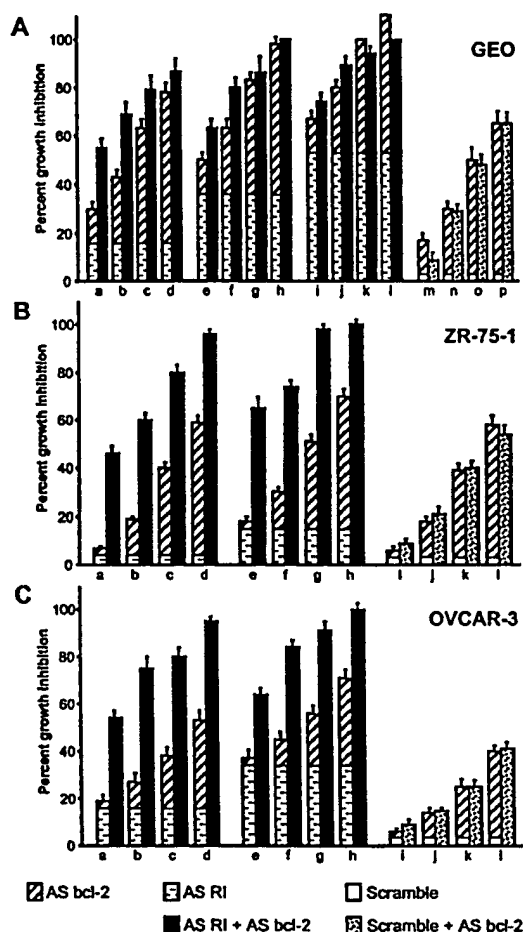 A
GEO
Percent growth inhibition
100
80
60
40
20
0
a b c d e f g h i j k l m n o p
B
ZR-75-1
Percent growth inhibition
100
80
60
40
20
0
a b c d e f g h i j k l
C
OVCAR-3
Percent growth inhibition
100
80
60
40
20
0
a b c d e f g h i j k l
AS bcl-2 AS RI Scramble
AS RI + AS bcl-2 Scramble + AS bcl-2